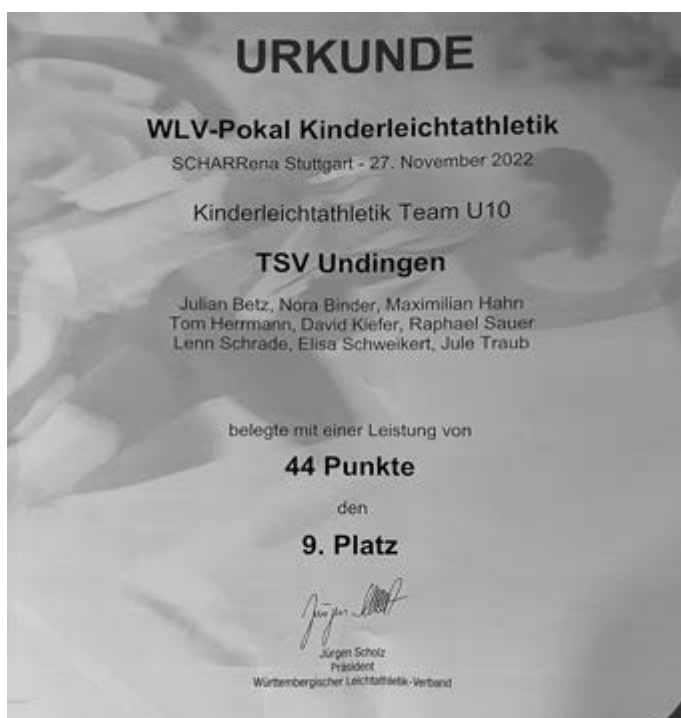 URKUNDE
WLV-Pokal Kinderleichtathletik
SCHARRena Stuttgart - 27. November 2022
Kinderleichtathletik Team U10
TSV Undingen
Julian Betz, Nora Binder, Maximilian Hahn
Tom Herrmann, David Kiefer, Raphael Sauer
Lenn Schrade, Elisa Schweikert, Jule Traub
belegte mit einer Leistung von
44 Punkte
den
9. Platz
Jürgen Scholz
Präsident
Württembergischer Leichtathletik-Verband